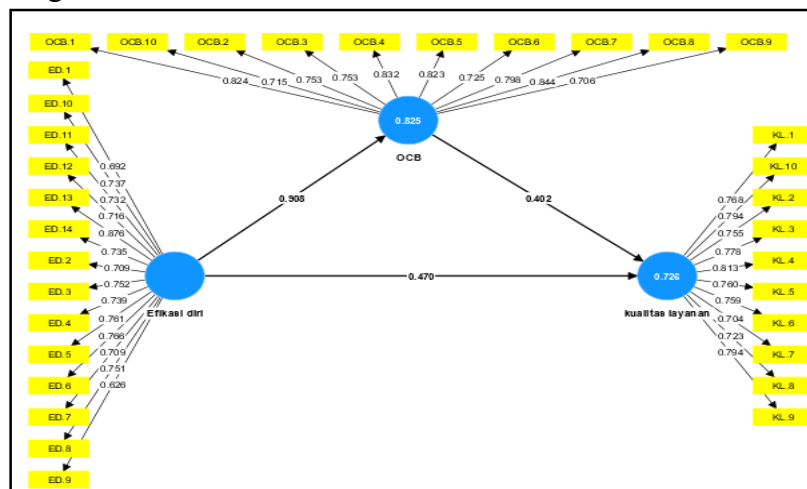 OCB.1 OCB.10 OCB.2 OCB.3 OCB.4 OCB.5 OCB.6 OCB.7 OCB.8 OCB.9
0.824 0.715 0.753 0.753 0.832 0.823 0.725 0.798 0.844 0.706
0.825
OCB
ED.1
ED.10
ED.11
ED.12
ED.13
ED.14
ED.2
ED.3
ED.4
ED.5
ED.6
ED.7
ED.8
ED.9
0.692
0.737
0.732
0.716
0.876
0.735
0.709
0.752
0.739
0.761
0.766
0.709
0.751
0.626
Efikasi diri
0.908
0.402
0.470
0.726
kualitas layanan
0.768
0.794
0.755
0.778
0.813
0.760
0.759
0.704
0.723
0.794
KL.1
KL.10
KL.2
KL.3
KL.4
KL.5
KL.6
KL.7
KL.8
KL.9